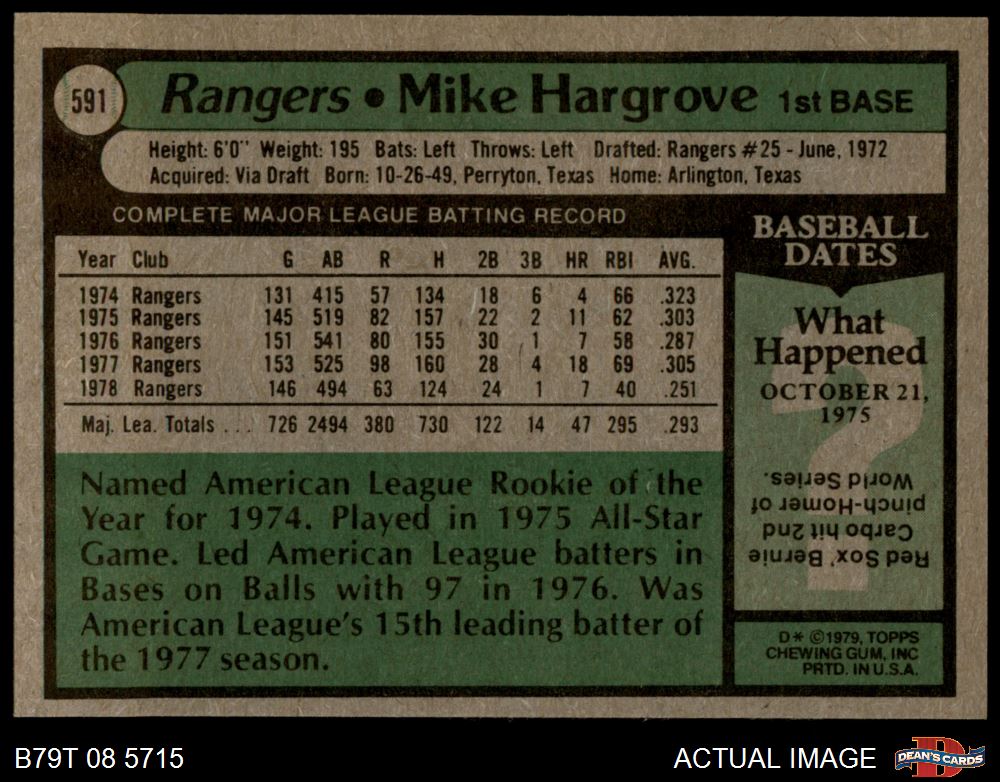 591 Rangers • Mike Hargrove 1st BASE
Height: 6'0" Weight: 195 Bats: Left Throws: Left Drafted: Rangers #25 - June, 1972
Acquired: Via Draft Born: 10-26-49, Perryton, Texas Home: Arlington, Texas
COMPLETE MAJOR LEAGUE BATTING RECORD
Year Club G AB R H 2B 3B HR RBI AVG.
1974 Rangers 131 415 57 134 18 6 4 66 .323
1975 Rangers 145 519 82 157 22 2 11 62 .303
1976 Rangers 151 541 80 155 30 1 7 58 .287
1977 Rangers 153 525 98 160 28 4 18 69 .305
1978 Rangers 146 494 63 124 24 1 7 40 .251
Maj. Lea. Totals . . . 726 2494 380 730 122 14 47 295 .293
Named American League Rookie of the
Year for 1974. Played in 1975 All-Star
Game. Led American League batters in
Bases on Balls with 97 in 1976. Was
American League's 15th leading batter of
the 1977 season.
BASEBALL
DATES
What
Happened
OCTOBER 21,
1975
?
Red Sox' Bernie
Carbo hit 2nd
pinch-Homer of
World Series.
D* ©1979, TOPPS
CHEWING GUM, INC
PRTD. IN U.S.A.
B79T 08 5715
ACTUAL IMAGE
D
DEAN'S CARDS